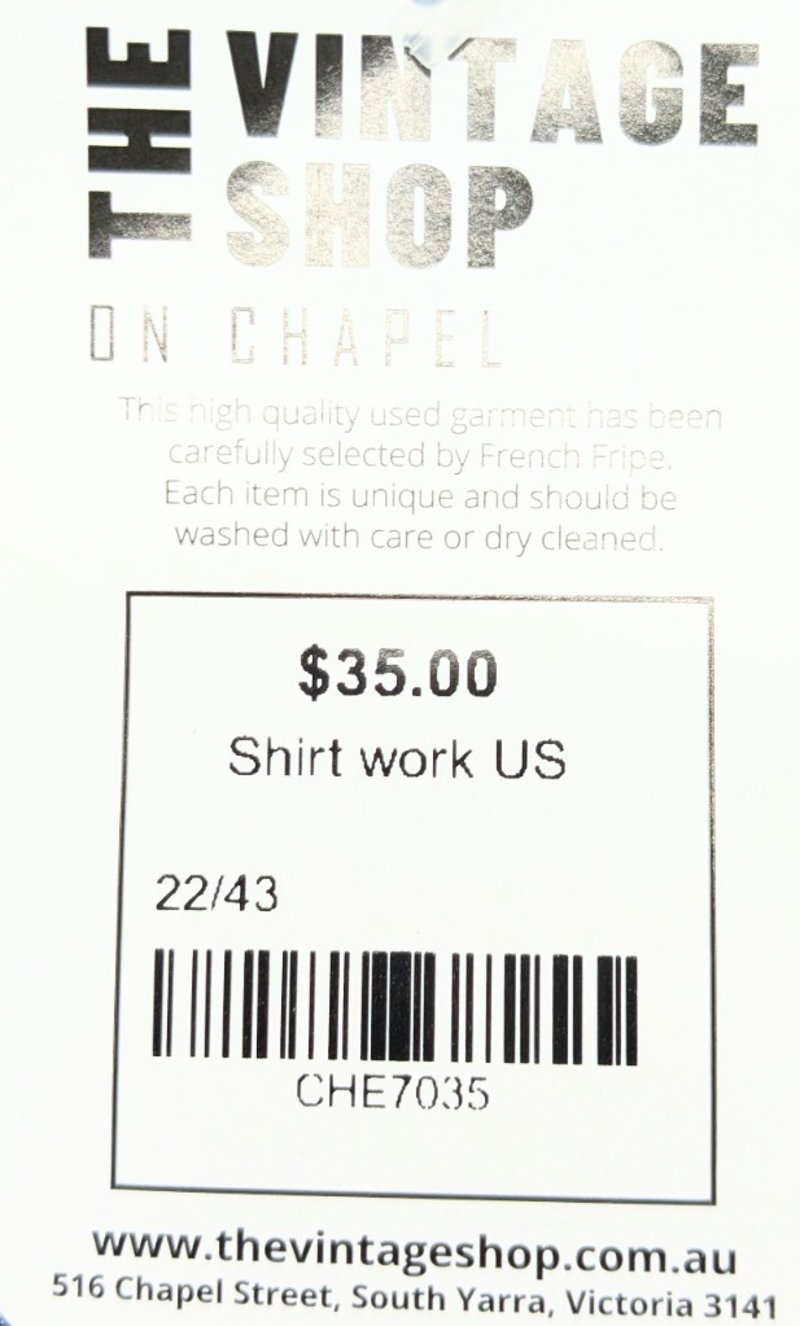 THE VINTAGE
SHOP
ON CHAPEL
This high quality used garment has been
carefully selected by French Fripe.
Each item is unique and should be
washed with care or dry cleaned.
$35.00
Shirt work US
22/43
CHE7035
www.thevintageshop.com.au
516 Chapel Street, South Yarra, Victoria 3141